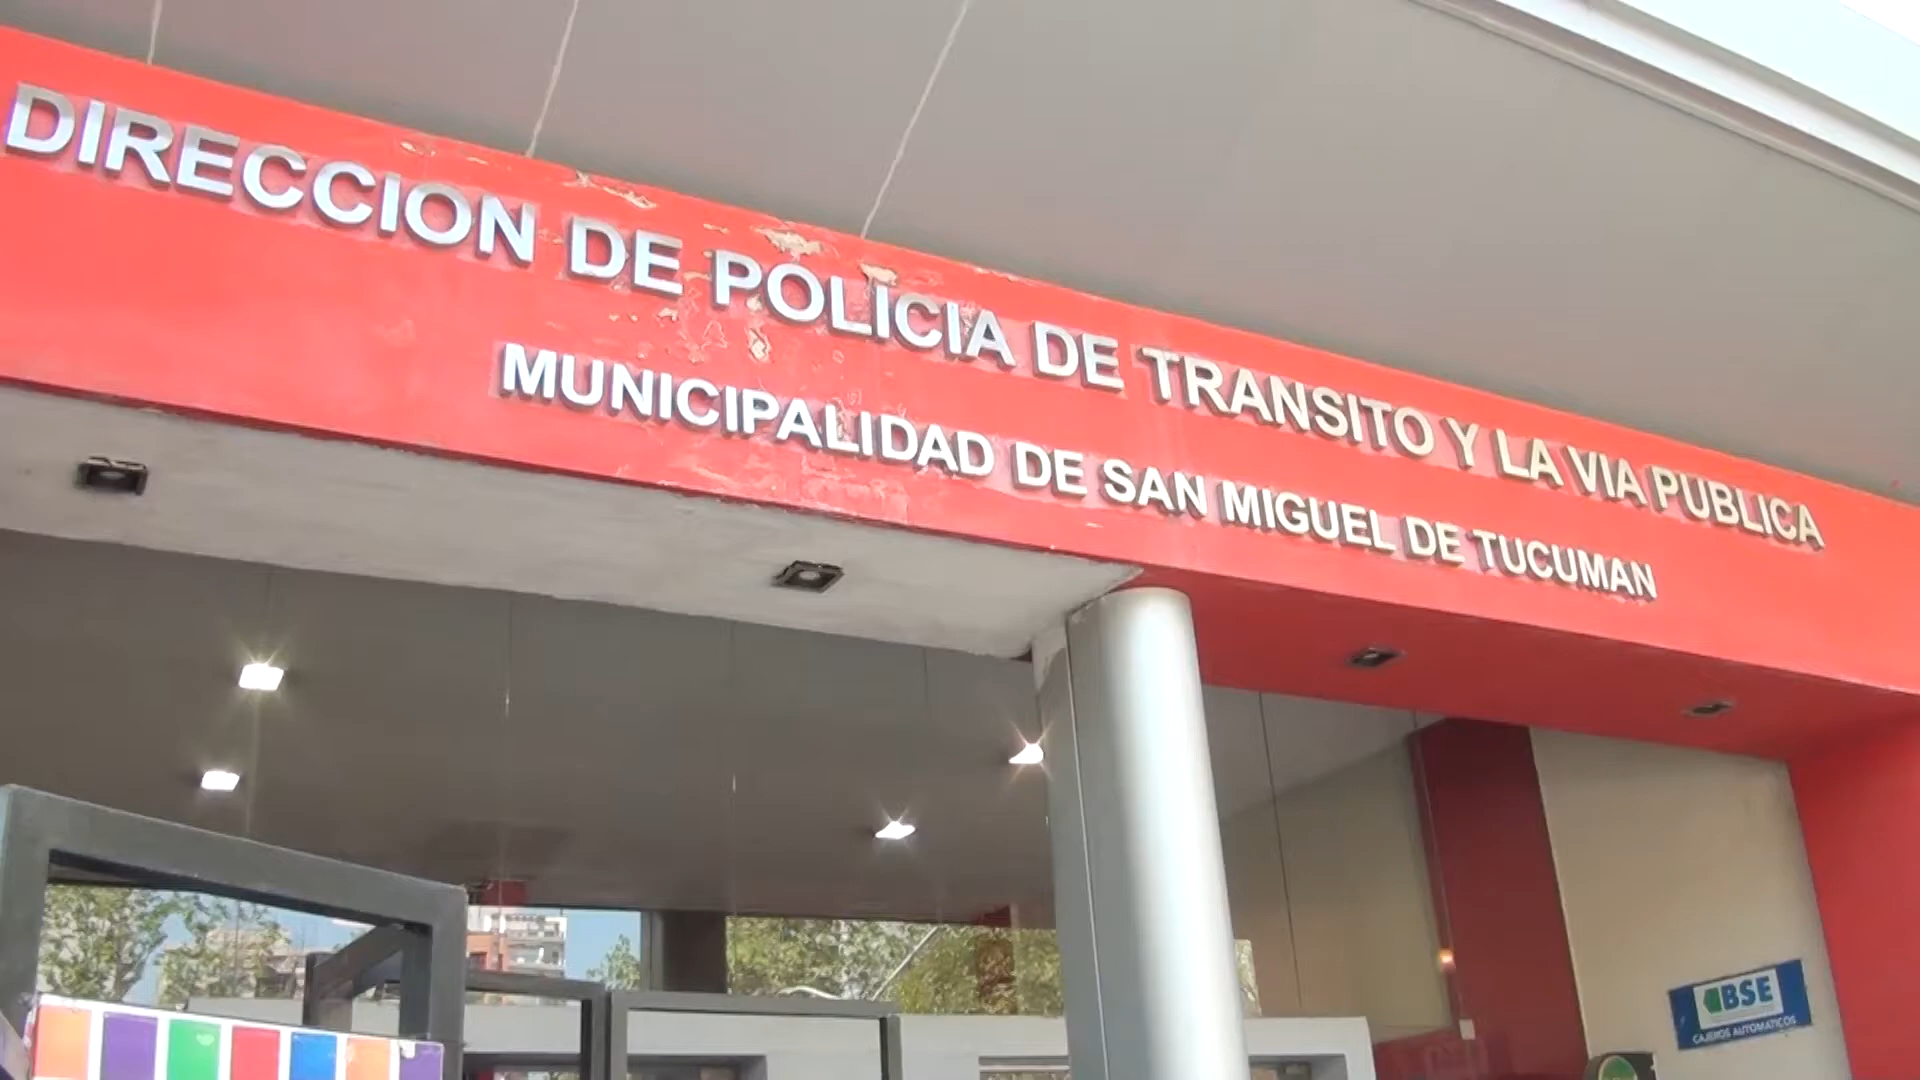 DIRECCION DE POLICIA DE TRANSITO Y LA VIA PUBLICA
MUNICIPALIDAD DE SAN MIGUEL DE TUCUMAN
BSE
CAJEROS AUTOMATICOS